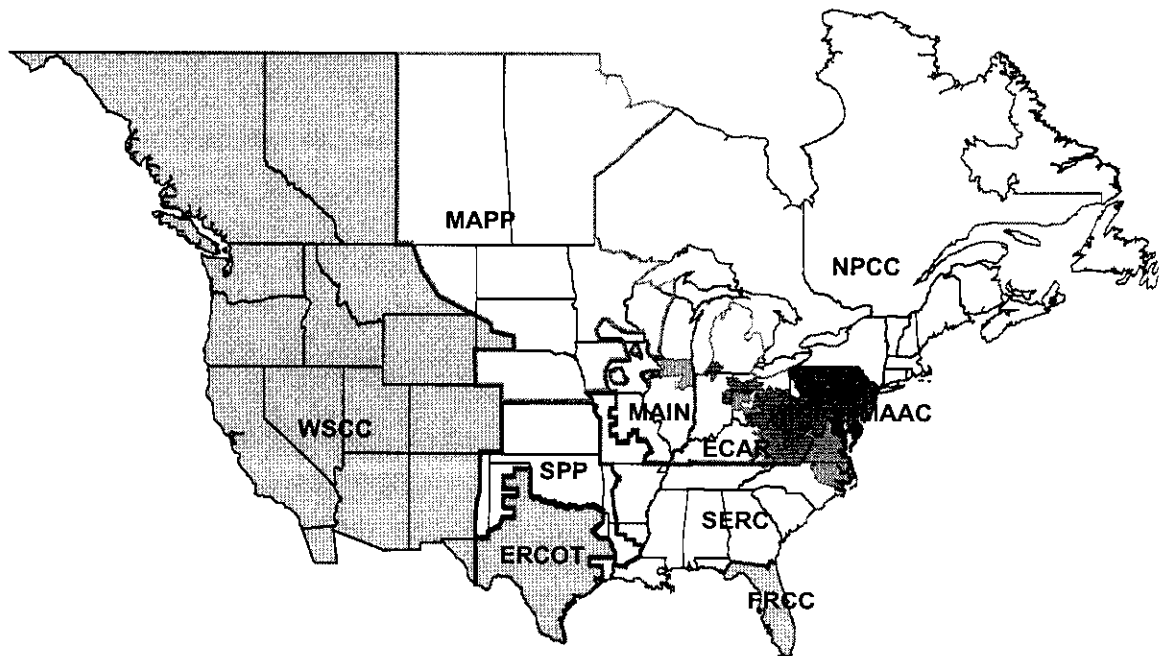 MAPP
NPCC
WSCC
MAIN
MAAC
ECAR
SPP
SERC
ERCOT
FRCC